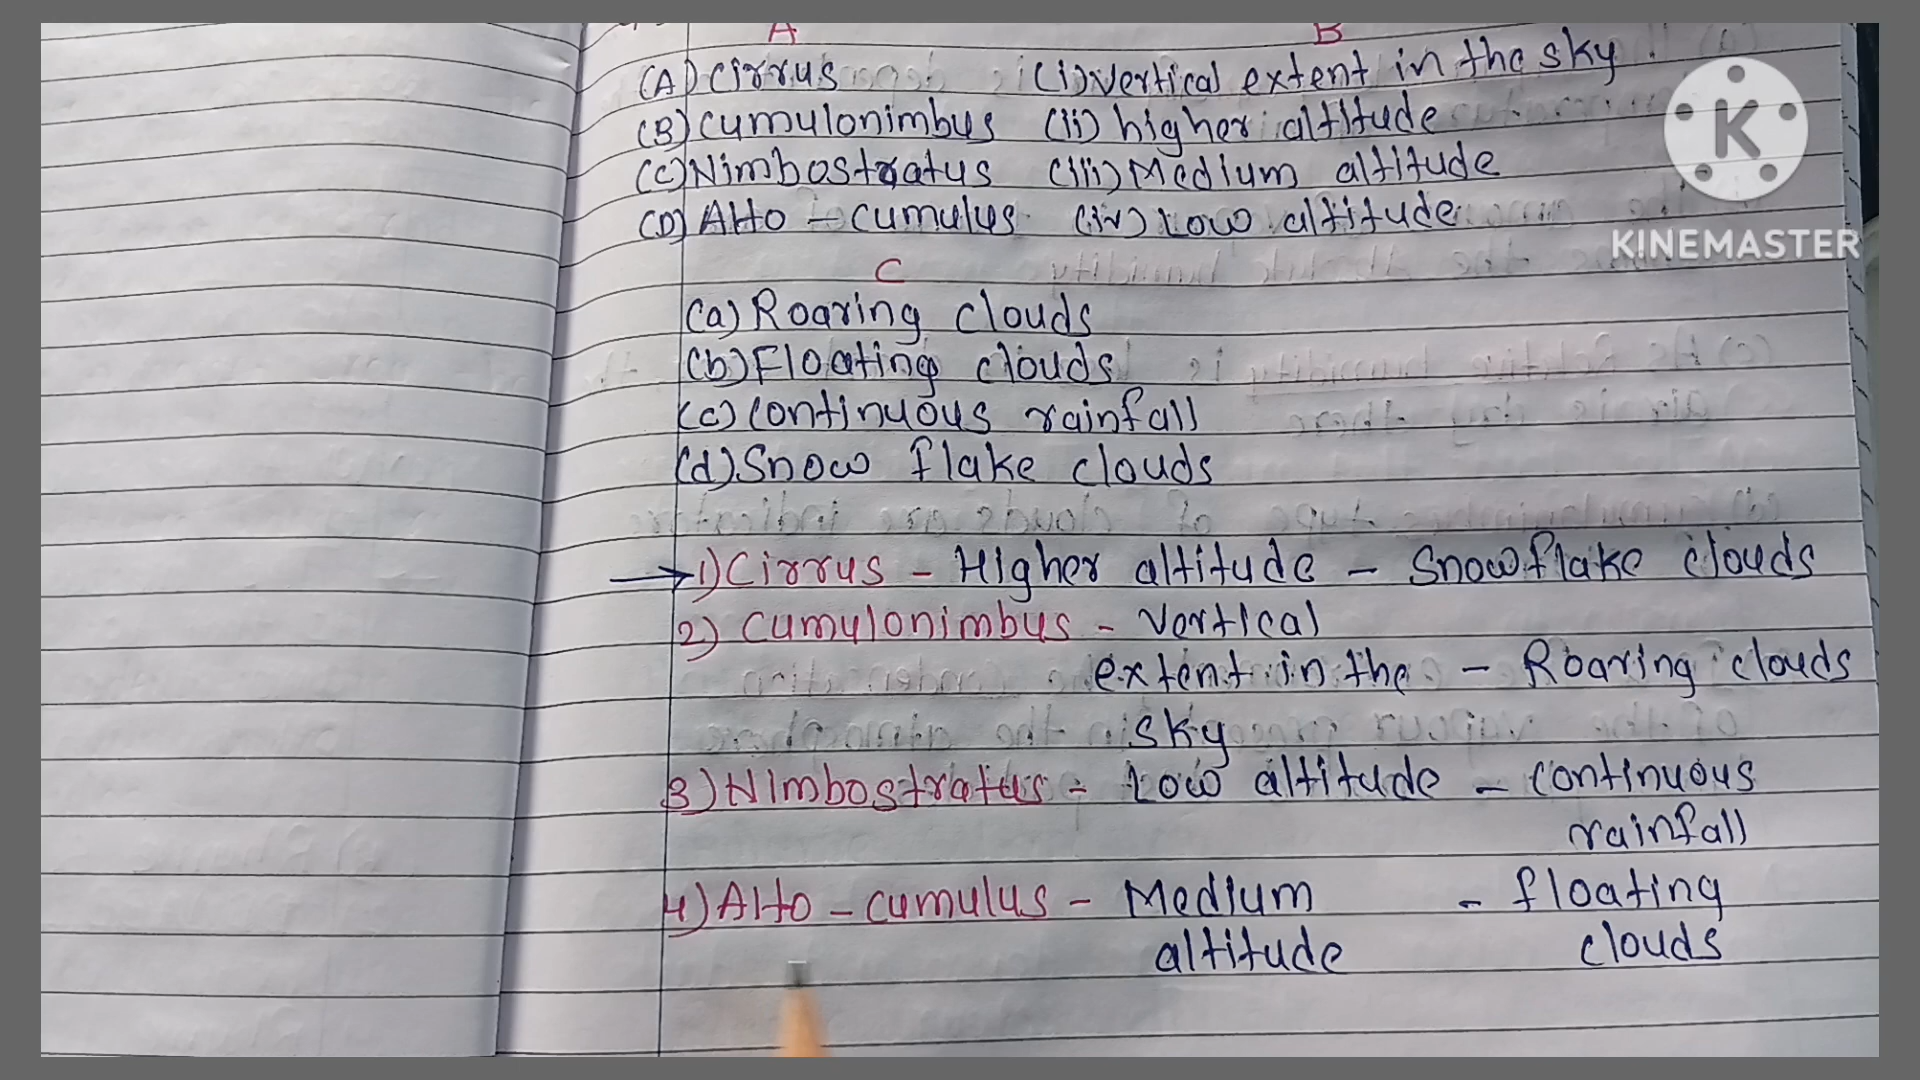 A B
(A) Cirrus (i) Vertical extent in the sky
(B) Cumulonimbus (ii) higher altitude
(C) Nimbostratus (iii) Medium altitude
(D) Alto - cumulus (iv) Low altitude
K
KINEMASTER
C
(a) Roaring clouds
(b) Floating clouds
(c) continuous rainfall
(d) Snow flake clouds
→ 1) Cirrus - Higher altitude - Snowflake clouds
2) Cumulonimbus - Vertical
extent in the - Roaring clouds
sky
3) Nimbostratus - Low altitude - continuous
rainfall
4) Alto - cumulus - Medium - floating
altitude clouds